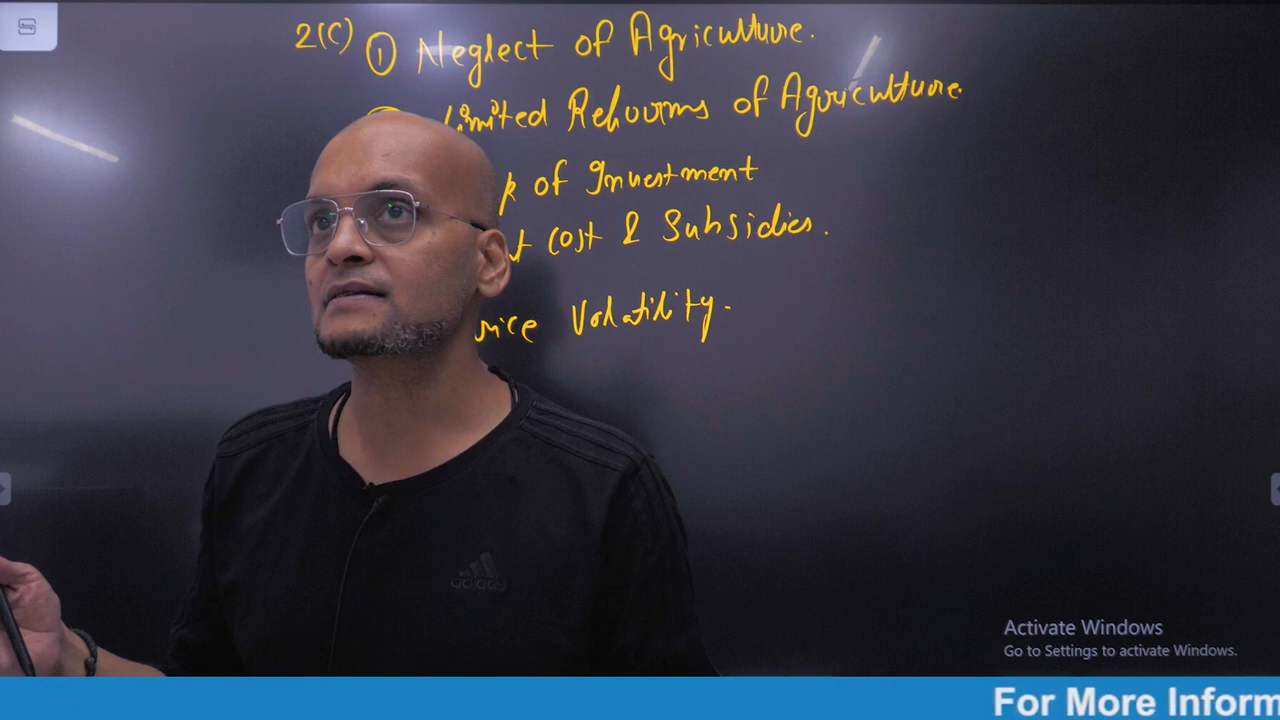 2(C) ① Neglect of Agriculture.
Limited Reforms of Agriculture.
of Investment
Cost & Subsidies.
Volatility.
adidas
Activate Windows
Go to Settings to activate Windows.
For More Inform